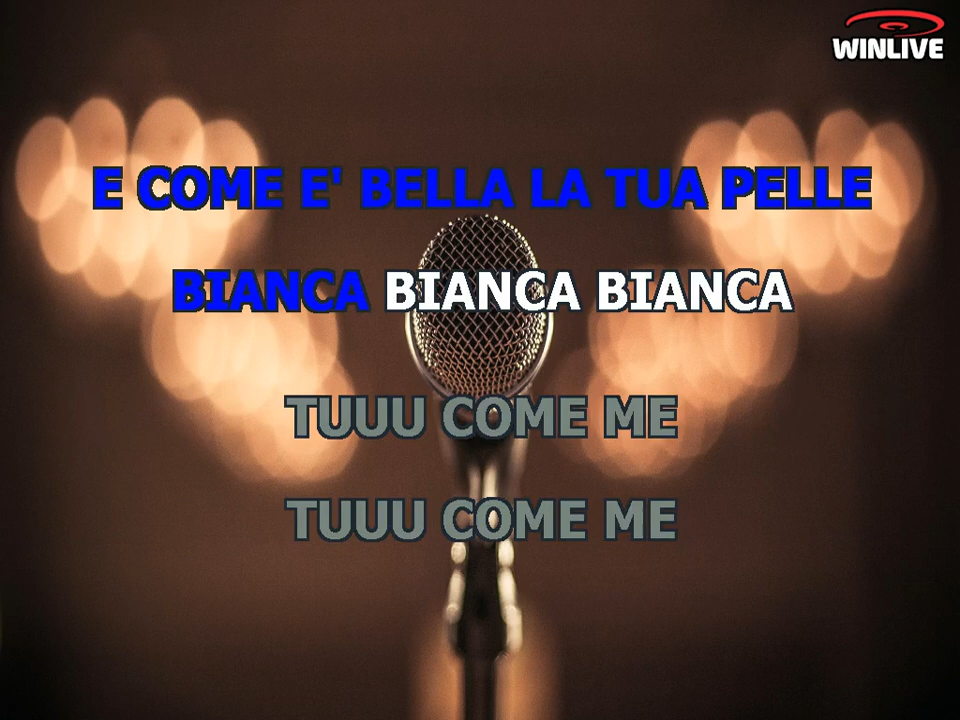 WINLIVE
E COME E' BELLA LA TUA PELLE
BIANCA BIANCA BIANCA
TUUU COME ME
TUUU COME ME